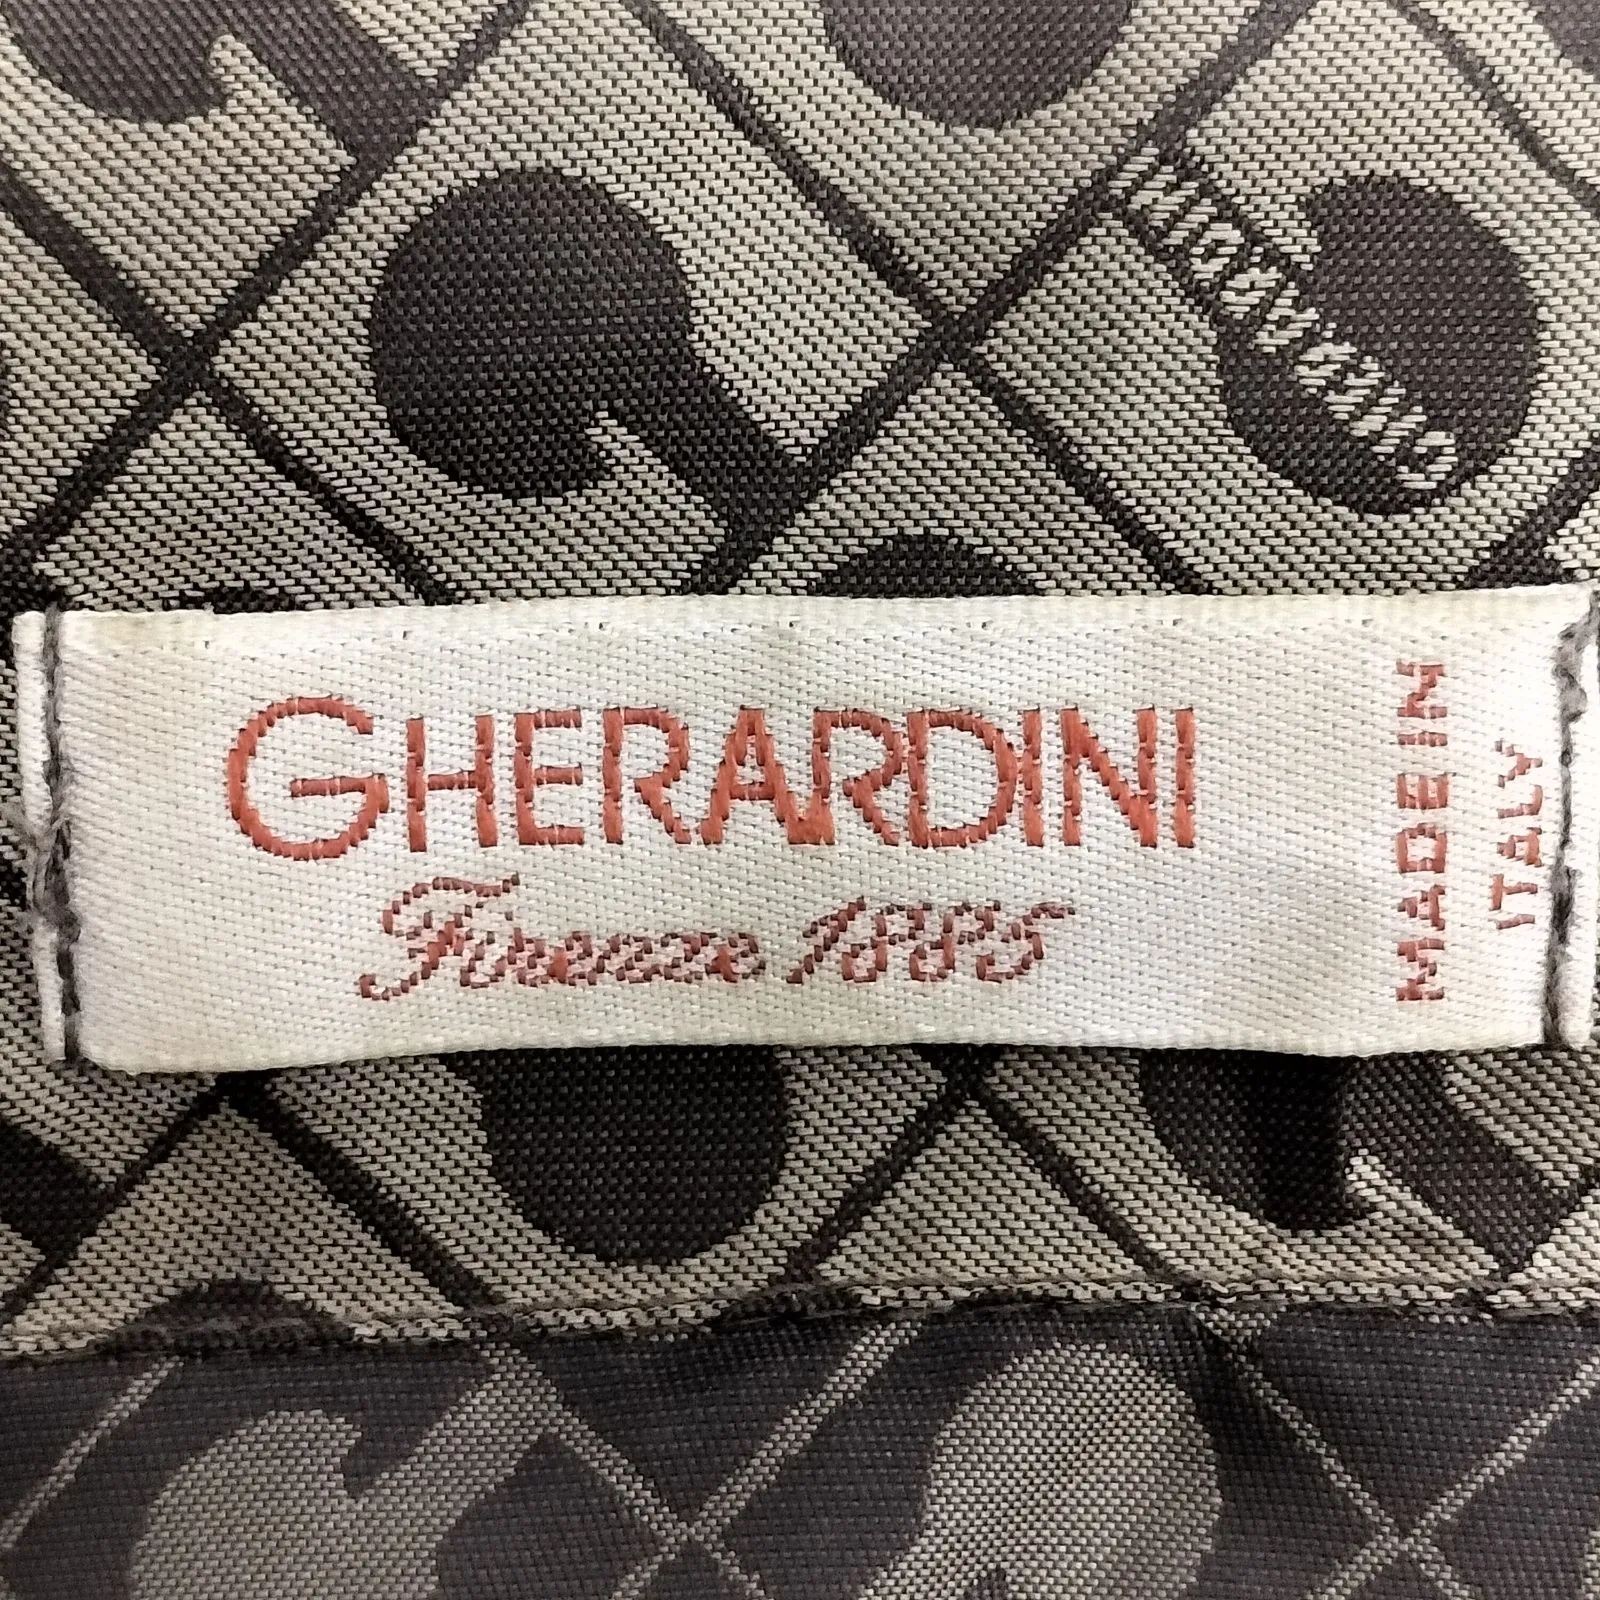 GHERARDINI
Firenze 1885
MADE IN
ITALY